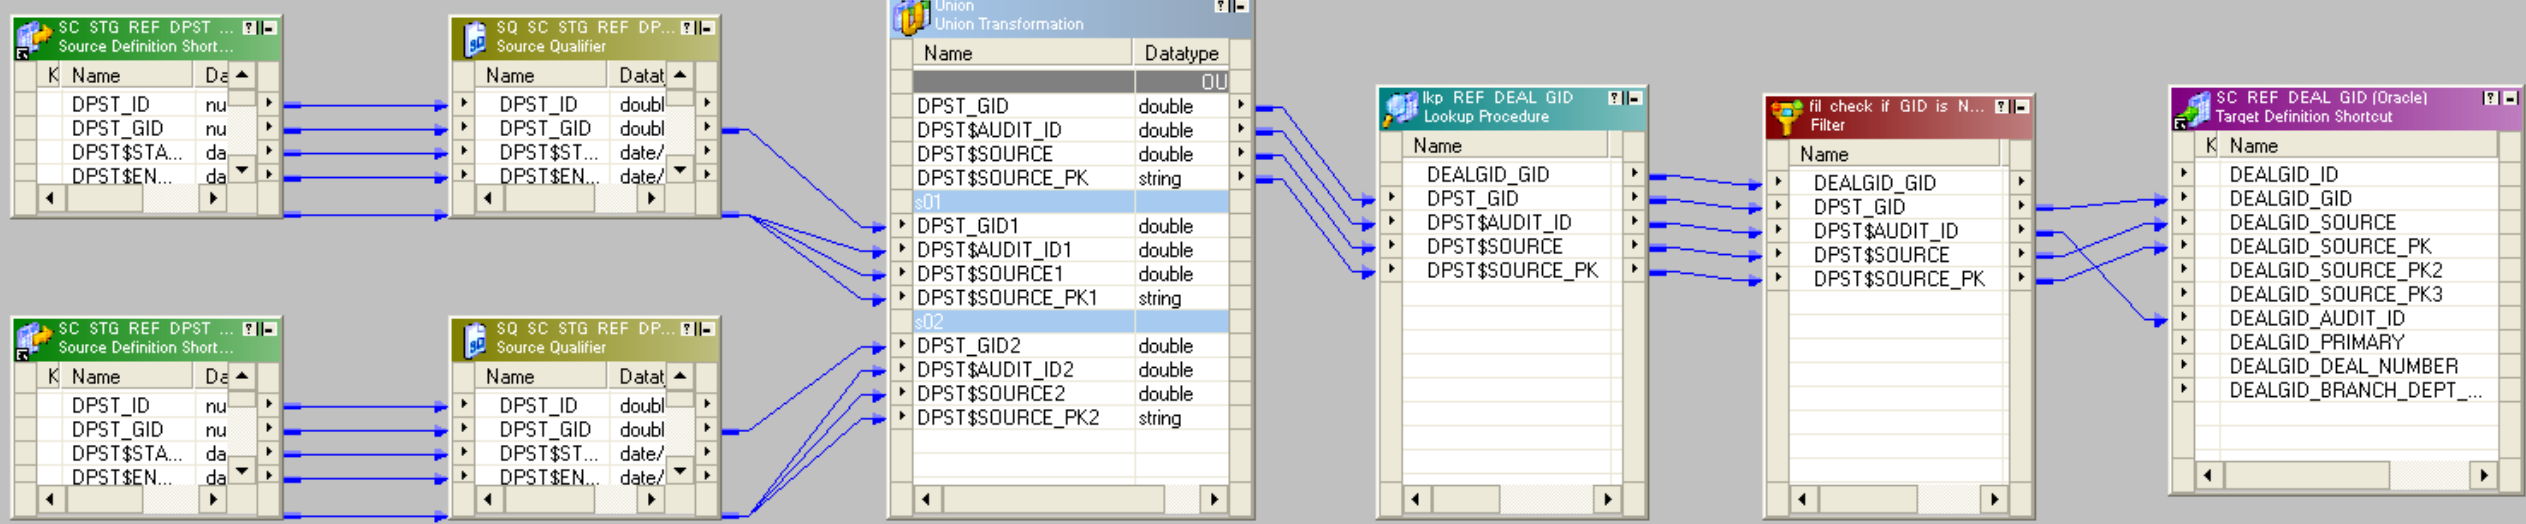 SC STG REF DPST ...
Source Definition Short...
K Name Da
DPST_ID nu
DPST_GID nu
DPST$STA... da
DPST$EN... da
SQ SC STG REF DP...
Source Qualifier
Name Datat
DPST_ID doubl
DPST_GID doubl
DPST$ST... date/
DPST$EN... date/
SC STG REF DPST ...
Source Definition Short...
K Name Da
DPST_ID nu
DPST_GID nu
DPST$STA... da
DPST$EN... da
SQ SC STG REF DP...
Source Qualifier
Name Datat
DPST_ID doubl
DPST_GID doubl
DPST$ST... date/
DPST$EN... date/
Union
Union Transformation
Name Datatype
OU
DPST_GID double
DPST$AUDIT_ID double
DPST$SOURCE double
DPST$SOURCE_PK string
s01
DPST_GID1 double
DPST$AUDIT_ID1 double
DPST$SOURCE1 double
DPST$SOURCE_PK1 string
s02
DPST_GID2 double
DPST$AUDIT_ID2 double
DPST$SOURCE2 double
DPST$SOURCE_PK2 string
lkp REF DEAL GID
Lookup Procedure
Name
DEALGID_GID
DPST_GID
DPST$AUDIT_ID
DPST$SOURCE
DPST$SOURCE_PK
fil check if GID is N...
Filter
Name
DEALGID_GID
DPST_GID
DPST$AUDIT_ID
DPST$SOURCE
DPST$SOURCE_PK
SC REF DEAL GID (Oracle)
Target Definition Shortcut
K Name
DEALGID_ID
DEALGID_GID
DEALGID_SOURCE
DEALGID_SOURCE_PK
DEALGID_SOURCE_PK2
DEALGID_SOURCE_PK3
DEALGID_AUDIT_ID
DEALGID_PRIMARY
DEALGID_DEAL_NUMBER
DEALGID_BRANCH_DEPT_...